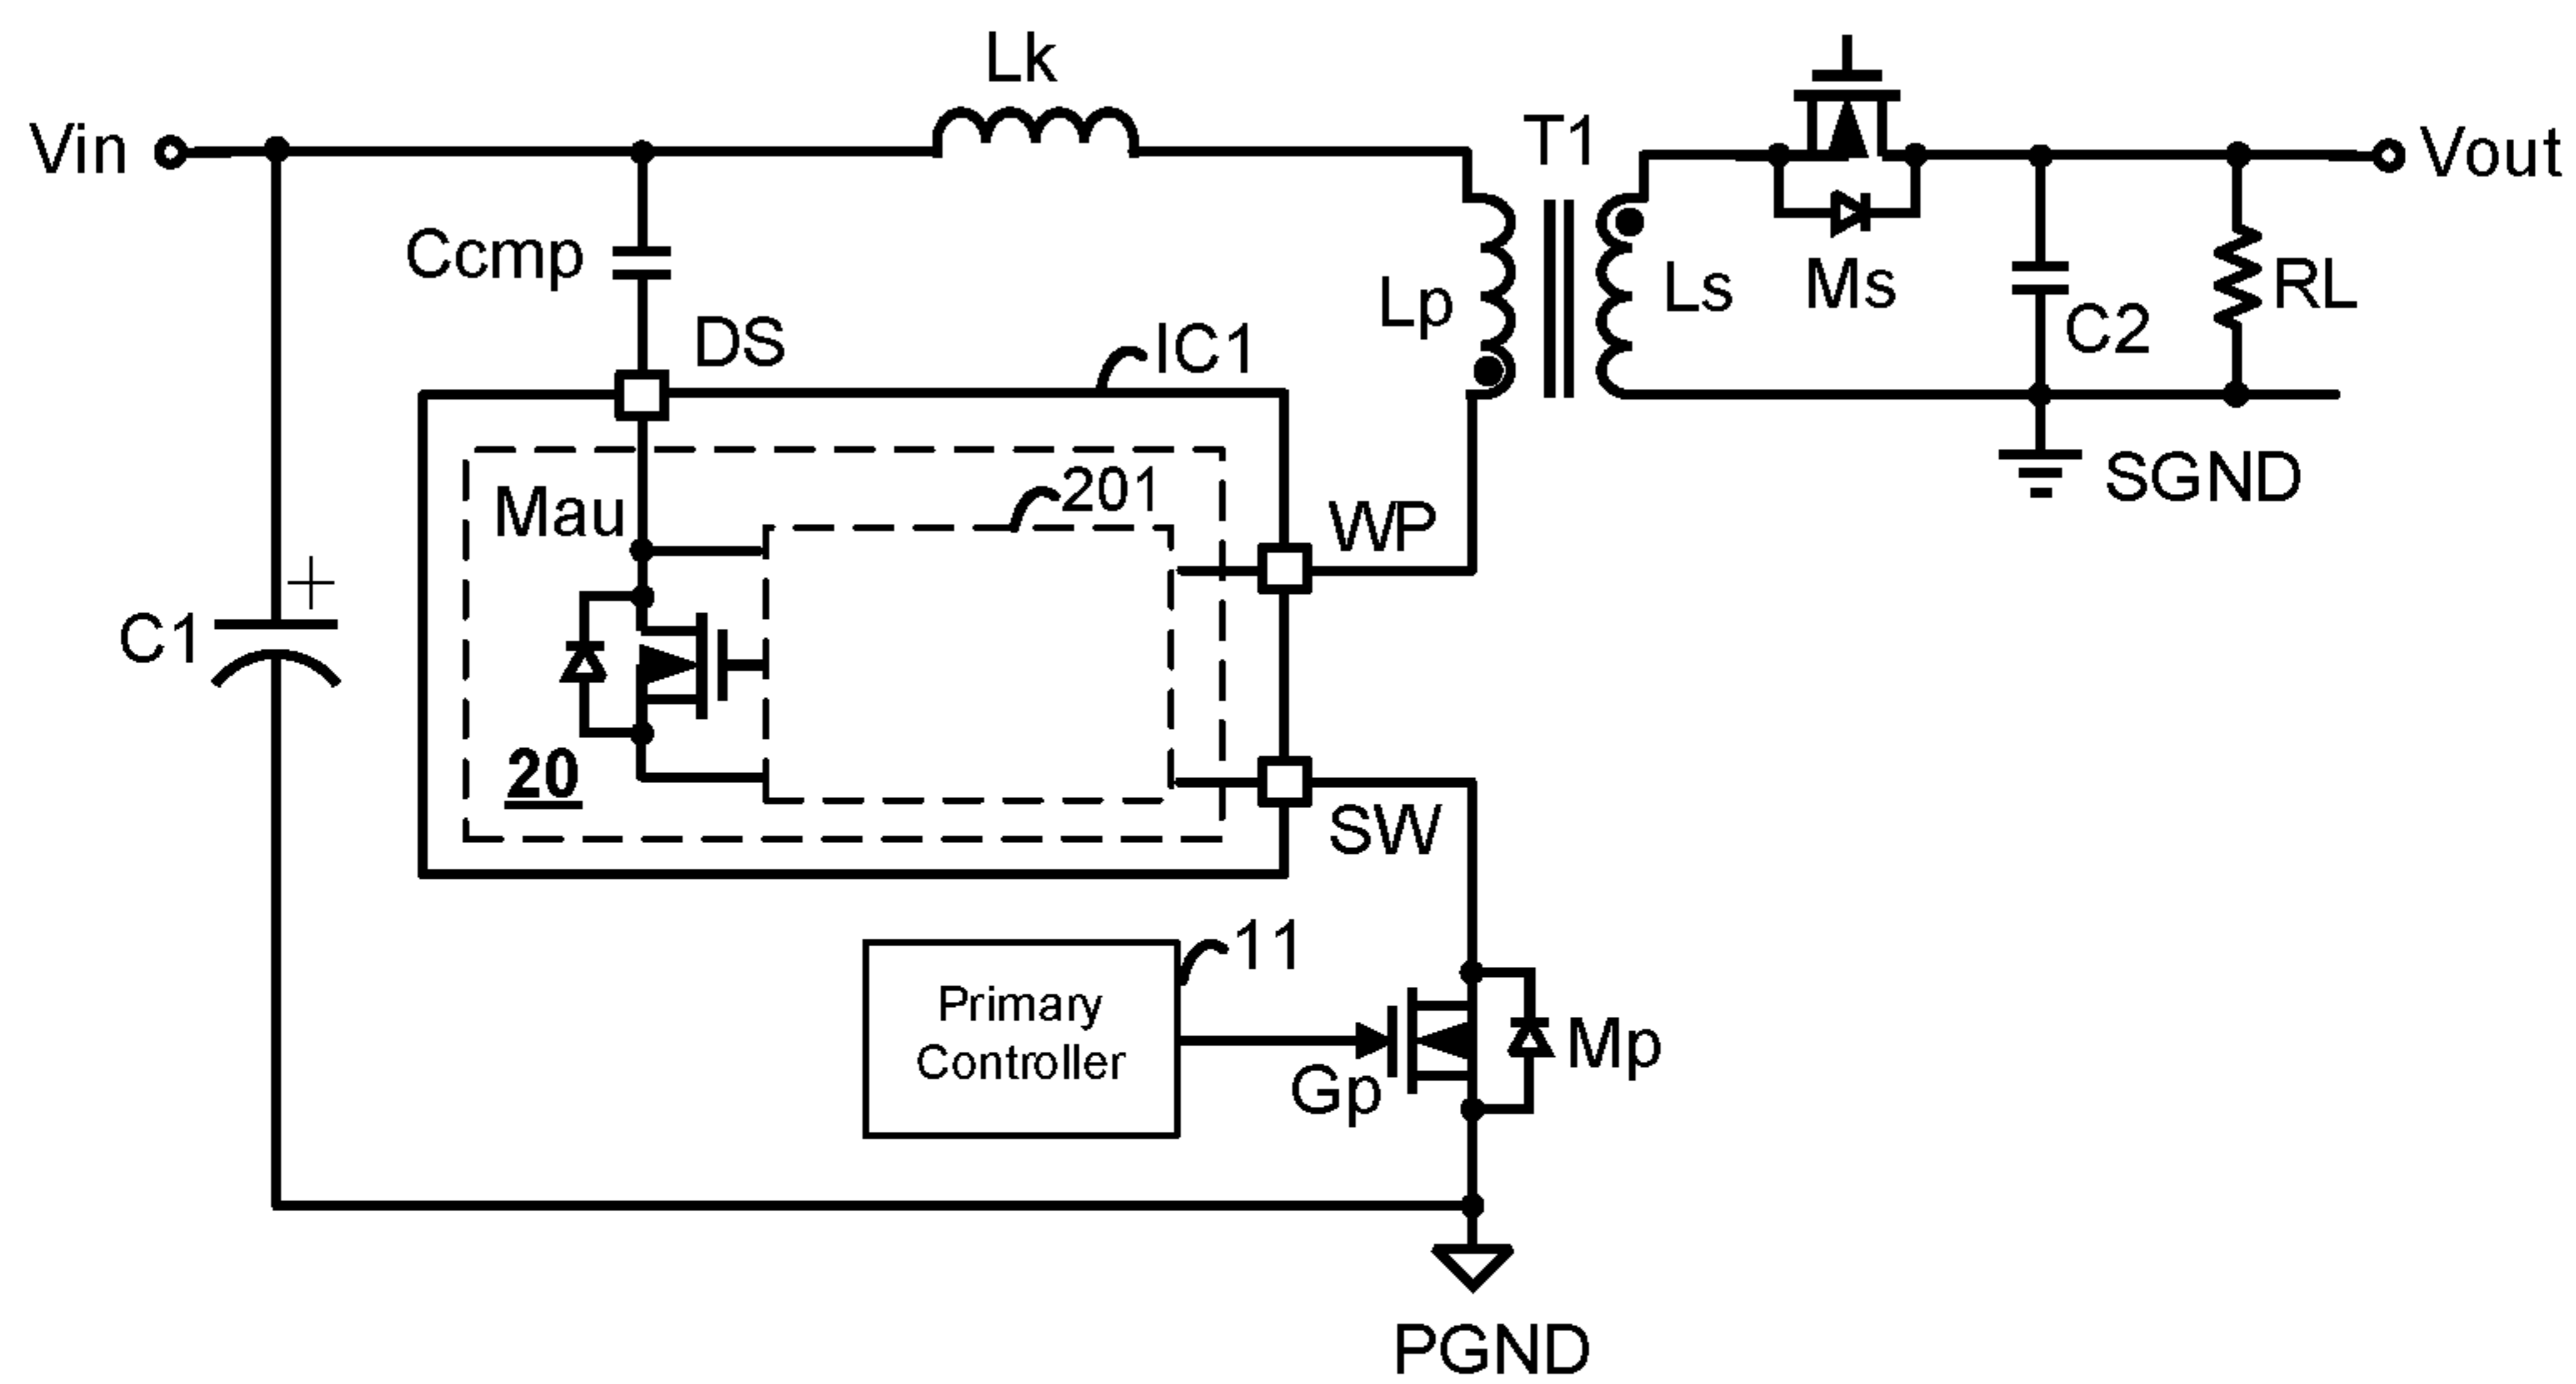 Lk
T1
Vin
Vout
Ccmp
DS
IC1
Lp
Ls
Ms
C2
RL
SGND
Mau
201
WP
C1
+
20
SW
11
Primary
Controller
Gp
Mp
PGND